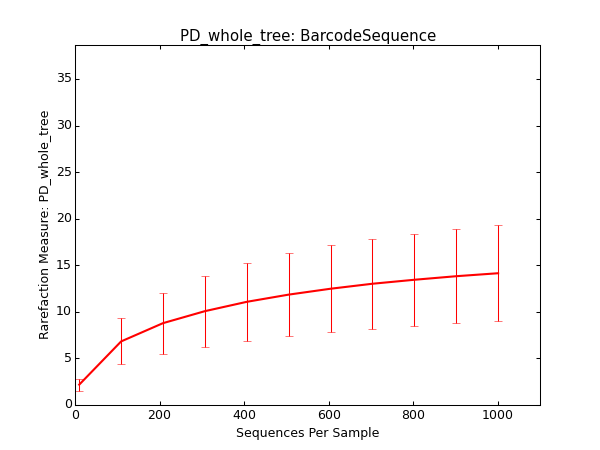 PD_whole_tree: BarcodeSequence
35
30
25
20
15
10
5
0
Rarefaction Measure: PD_whole_tree
0 200 400 600 800 1000
Sequences Per Sample